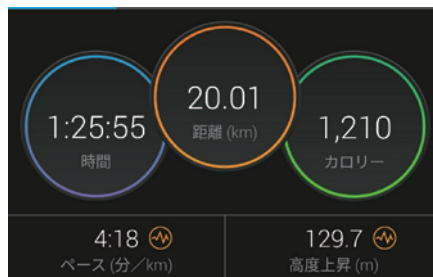 1:25:55
時間
20.01
距離 (km)
1,210
カロリー
4:18
ペース (分／km)
129.7
高度上昇 (m)